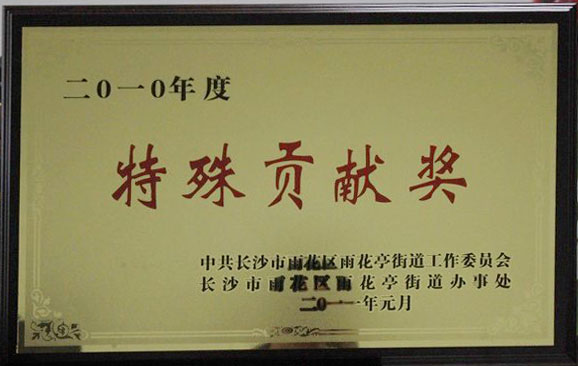 二0一0年度
特殊贡献奖
中共长沙市雨花区雨花亭街道工作委员会
长沙市雨花区雨花亭街道办事处
二0一一年元月